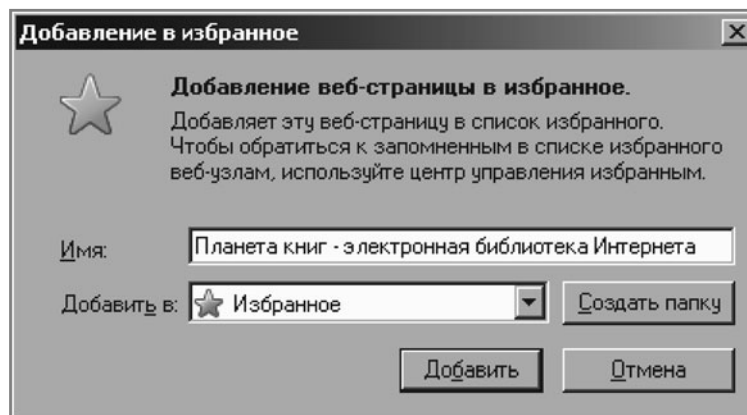 Добавление в избранное
Добавление веб-страницы в избранное.
Добавляет эту веб-страницу в список избранного.
Чтобы обратиться к запомненным в списке избранного
веб-узлам, используйте центр управления избранным.
Имя: Планета книг - электронная библиотека Интернета
Добавить в: Избранное Создать папку
Добавить Отмена